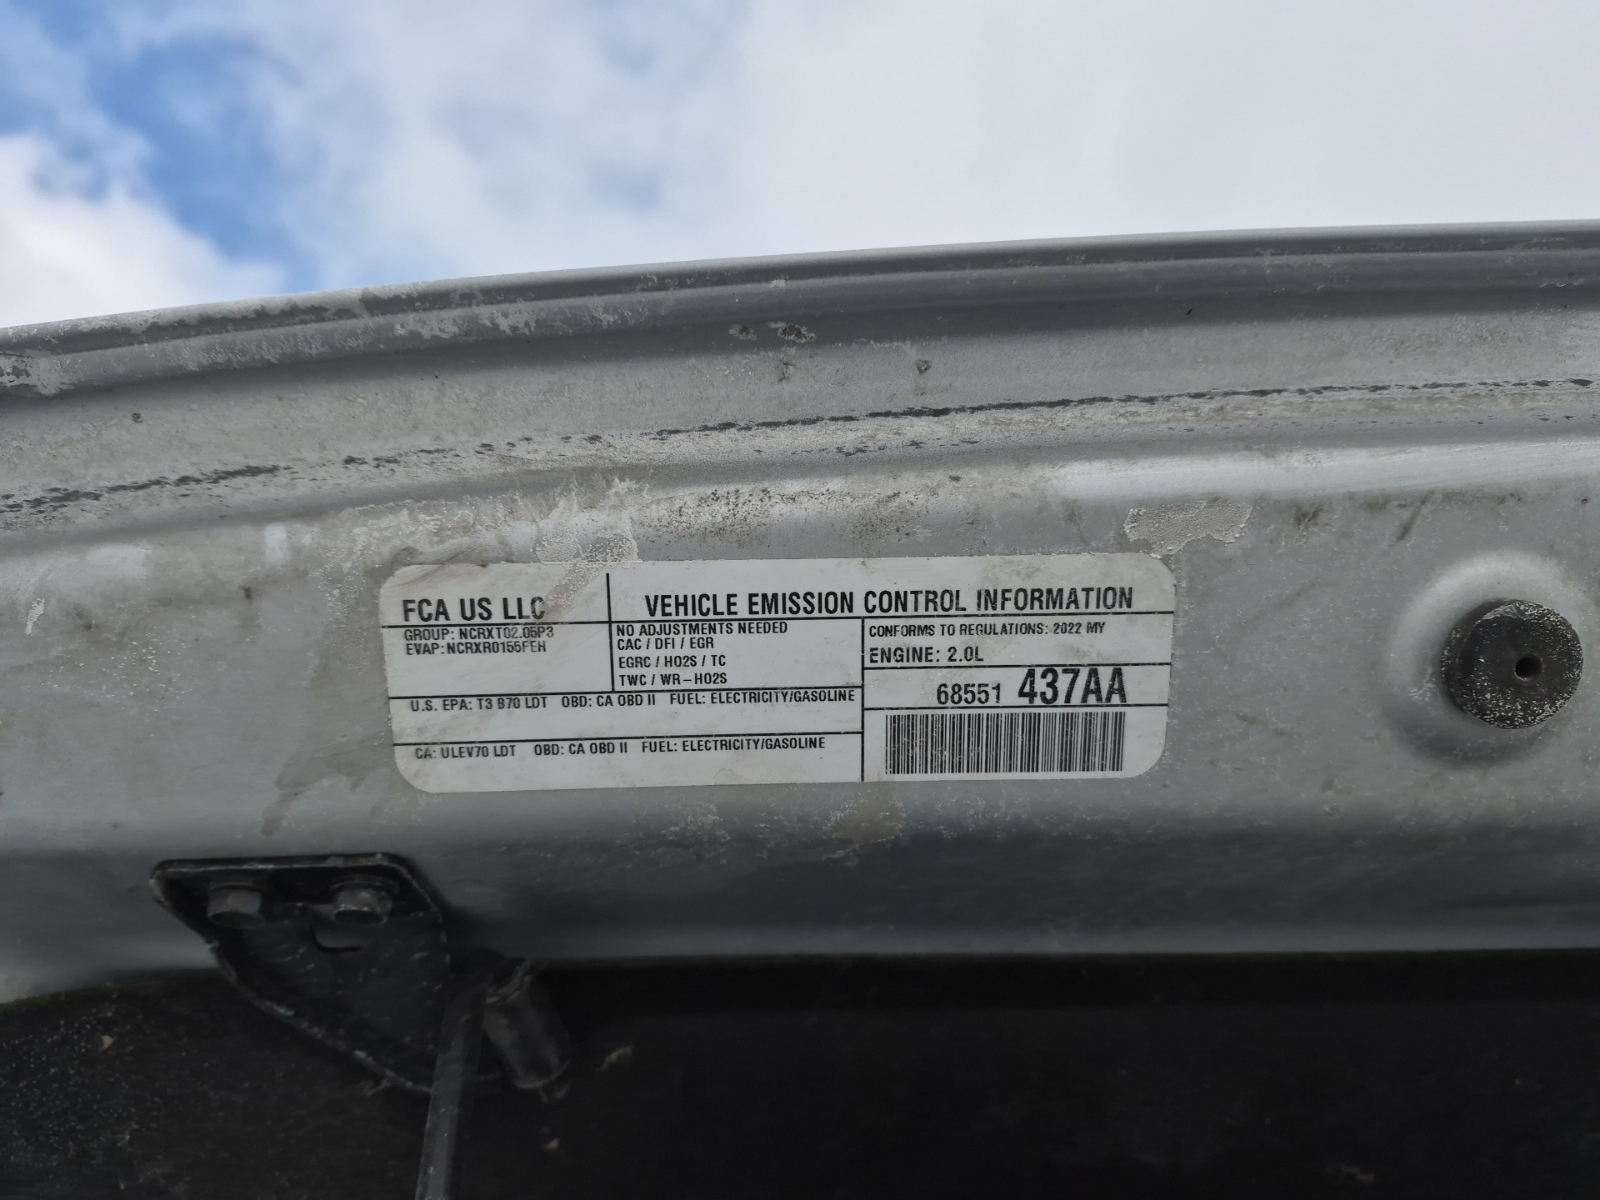 FCA US LLC
GROUP: NCRXT02.05P3
EVAP: NCRXR0155FEH
VEHICLE EMISSION CONTROL INFORMATION
NO ADJUSTMENTS NEEDED
CAC / DFI / EGR
EGRC / HO2S / TC
TWC / WR-HO2S
CONFORMS TO REGULATIONS: 2022 MY
ENGINE: 2.0L
68551 437AA
U.S. EPA: T3 B70 LDT OBD: CA OBD II FUEL: ELECTRICITY/GASOLINE
CA: ULEV70 LDT OBD: CA OBD II FUEL: ELECTRICITY/GASOLINE